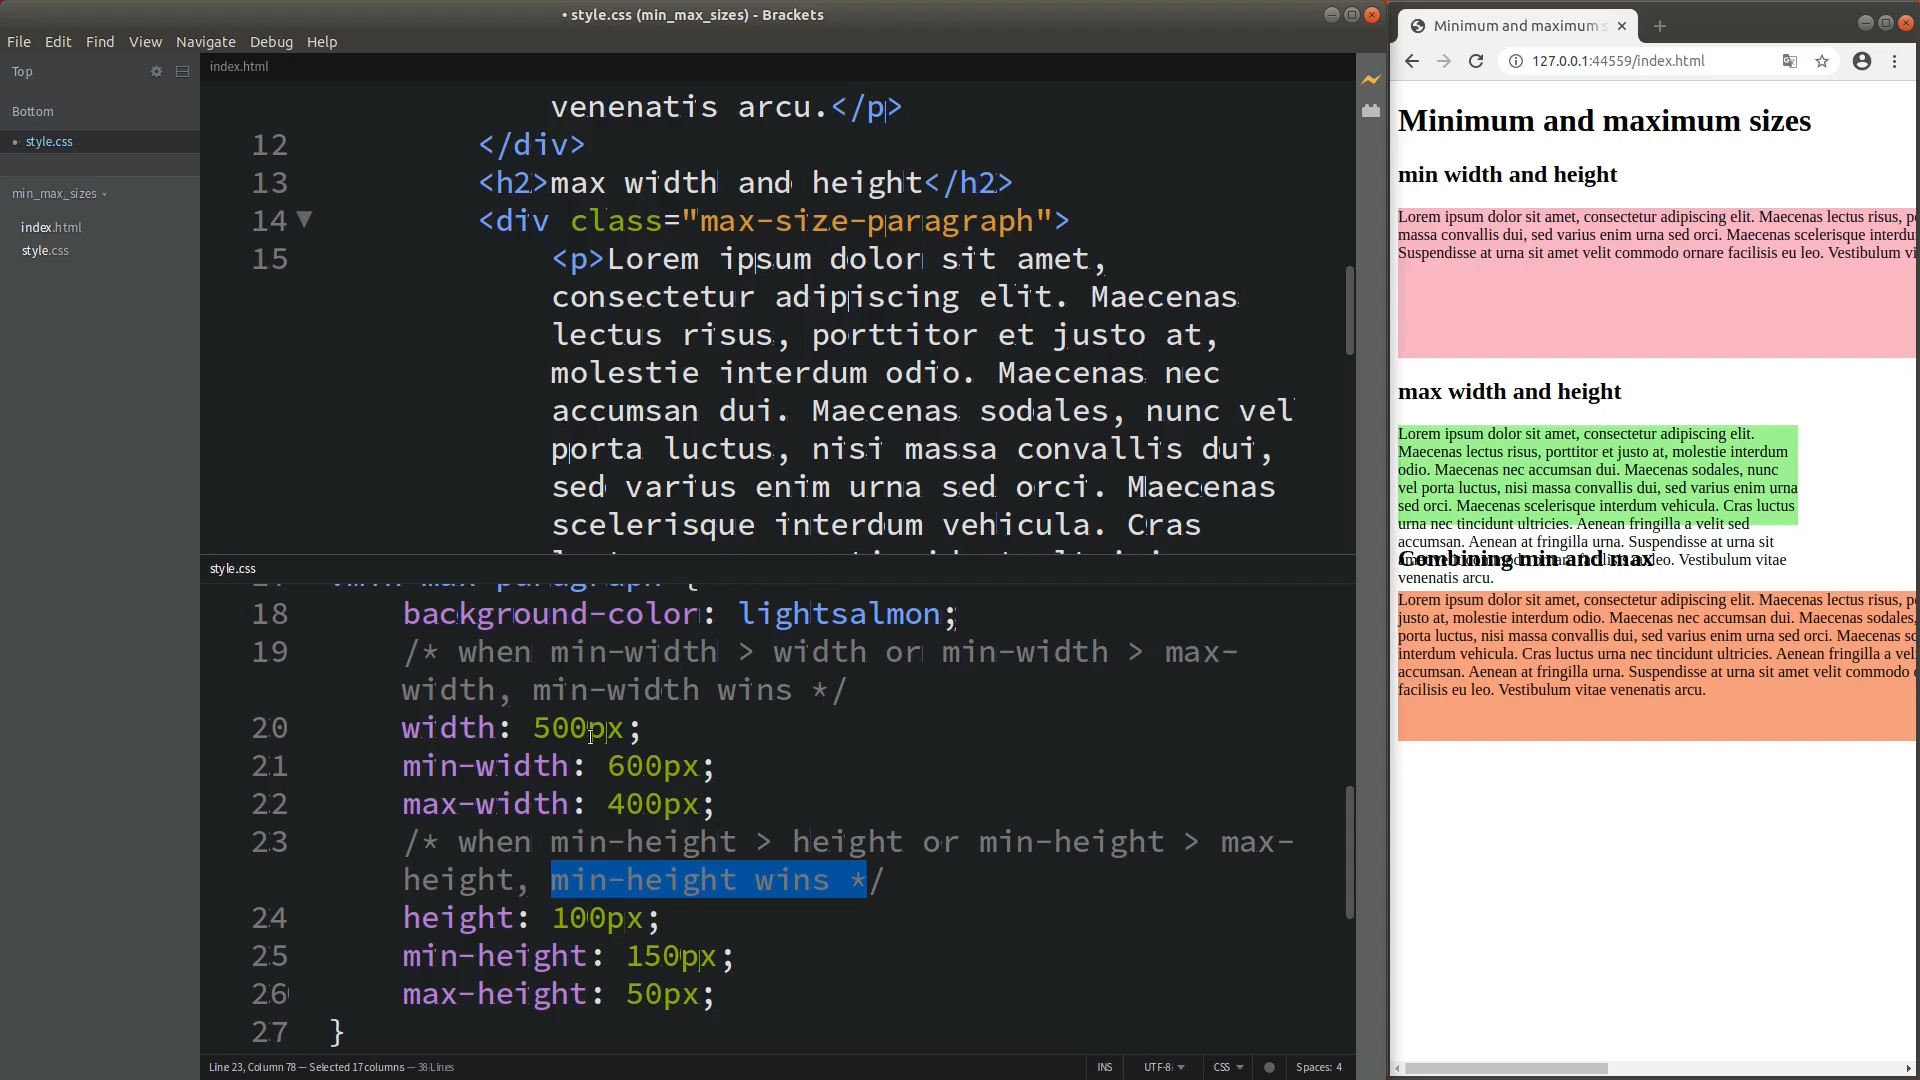 • style.css (min_max_sizes) - Brackets
File Edit Find View Navigate Debug Help
Top
Bottom
• style.css
min_max_sizes
index.html
style.css
index.html
venenatis arcu.</p>
12 </div>
13 <h2>max width and height</h2>
14 <div class="max-size-paragraph">
15 <p>Lorem ipsum dolor sit amet,
consectetur adipiscing elit. Maecenas
lectus risus, porttitor et justo at,
molestie interdum odio. Maecenas nec
accumsan dui. Maecenas sodales, nunc vel
porta luctus, nisi massa convallis dui,
sed varius enim urna sed orci. Maecenas
scelerisque interdum vehicula. Cras
style.css
18 background-color: lightsalmon;
19 /* when min-width > width or min-width > max-
width, min-width wins */
20 width: 500px;
21 min-width: 600px;
22 max-width: 400px;
23 /* when min-height > height or min-height > max-
height, min-height wins */
24 height: 100px;
25 min-height: 150px;
26 max-height: 50px;
27 }
Line 23, Column 78 — Selected 17 columns — 38 Lines
INS UTF-8 CSS Spaces: 4
Minimum and maximum s
127.0.0.1:44559/index.html
Minimum and maximum sizes
min width and height
Lorem ipsum dolor sit amet, consectetur adipiscing elit. Maecenas lectus risus, p
massa convallis dui, sed varius enim urna sed orci. Maecenas scelerisque interdu
Suspendisse at urna sit amet velit commodo ornare facilisis eu leo. Vestibulum vi
max width and height
Lorem ipsum dolor sit amet, consectetur adipiscing elit.
Maecenas lectus risus, porttitor et justo at, molestie interdum
odio. Maecenas nec accumsan dui. Maecenas sodales, nunc
vel porta luctus, nisi massa convallis dui, sed varius enim urna
sed orci. Maecenas scelerisque interdum vehicula. Cras luctus
urna nec tincidunt ultricies. Aenean fringilla a velit sed
accumsan. Aenean at fringilla urna. Suspendisse at urna sit
Combining min and max
venenatis arcu.
Lorem ipsum dolor sit amet, consectetur adipiscing elit. Maecenas lectus risus, p
justo at, molestie interdum odio. Maecenas nec accumsan dui. Maecenas sodales,
porta luctus, nisi massa convallis dui, sed varius enim urna sed orci. Maecenas sc
interdum vehicula. Cras luctus urna nec tincidunt ultricies. Aenean fringilla a vel
accumsan. Aenean at fringilla urna. Suspendisse at urna sit amet velit commodo o
facilisis eu leo. Vestibulum vitae venenatis arcu.